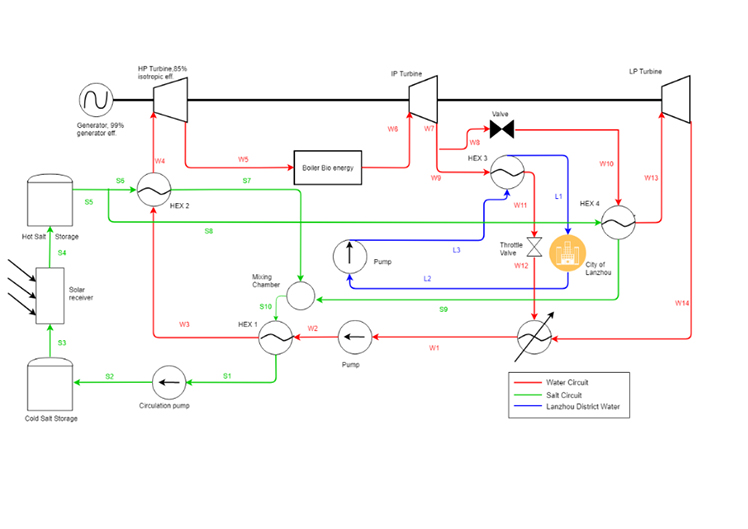 HP Turbine,85%
isotropic eff.
IP Turbine
LP Turbine
Generator, 99%
generator eff.
Valve
W6
W7
W8
W4
W5
Boiler Bio energy
HEX 3
W9
W10
W13
S6
S7
S5
HEX 2
L1
HEX 4
W11
S8
Hot Salt Storage
S4
L3
Throttle
Valve
Pump
W12
City of
Lanzhou
Solar
receiver
Mixing
Chamber
L2
S10
S9
W14
HEX 1
W3
W2
S3
W1
Pump
S2
S1
Circulation pump
Cold Salt Storage
Water Circuit
Salt Circuit
Lanzhou District Water